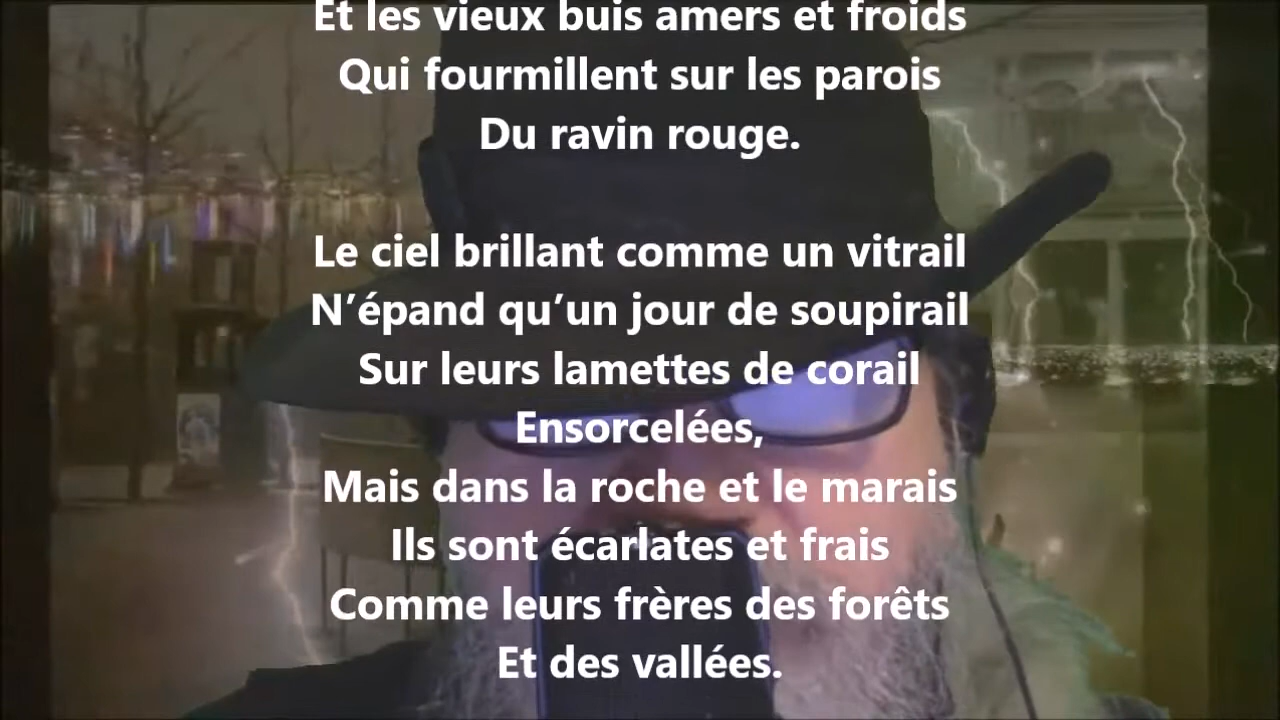 Et les vieux buis amers et froids
Qui fourmillent sur les parois
Du ravin rouge.
Le ciel brillant comme un vitrail
N’épand qu’un jour de soupirail
Sur leurs lamettes de corail
Ensorcelées,
Mais dans la roche et le marais
Ils sont écarlates et frais
Comme leurs frères des forêts
Et des vallées.